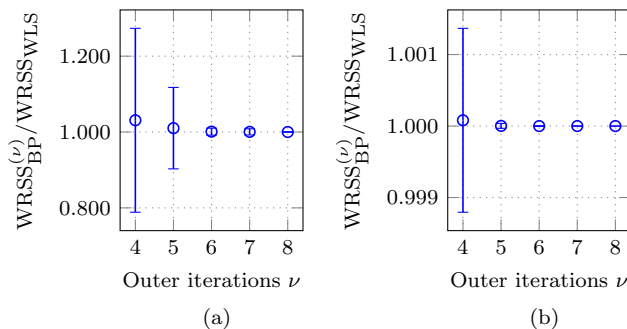 WRSS_BP^(ν)/WRSS_WLS
1.200
1.000
0.800
4 5 6 7 8
Outer iterations ν
(a)
WRSS_BP^(ν)/WRSS_WLS
1.001
1.000
0.999
4 5 6 7 8
Outer iterations ν
(b)